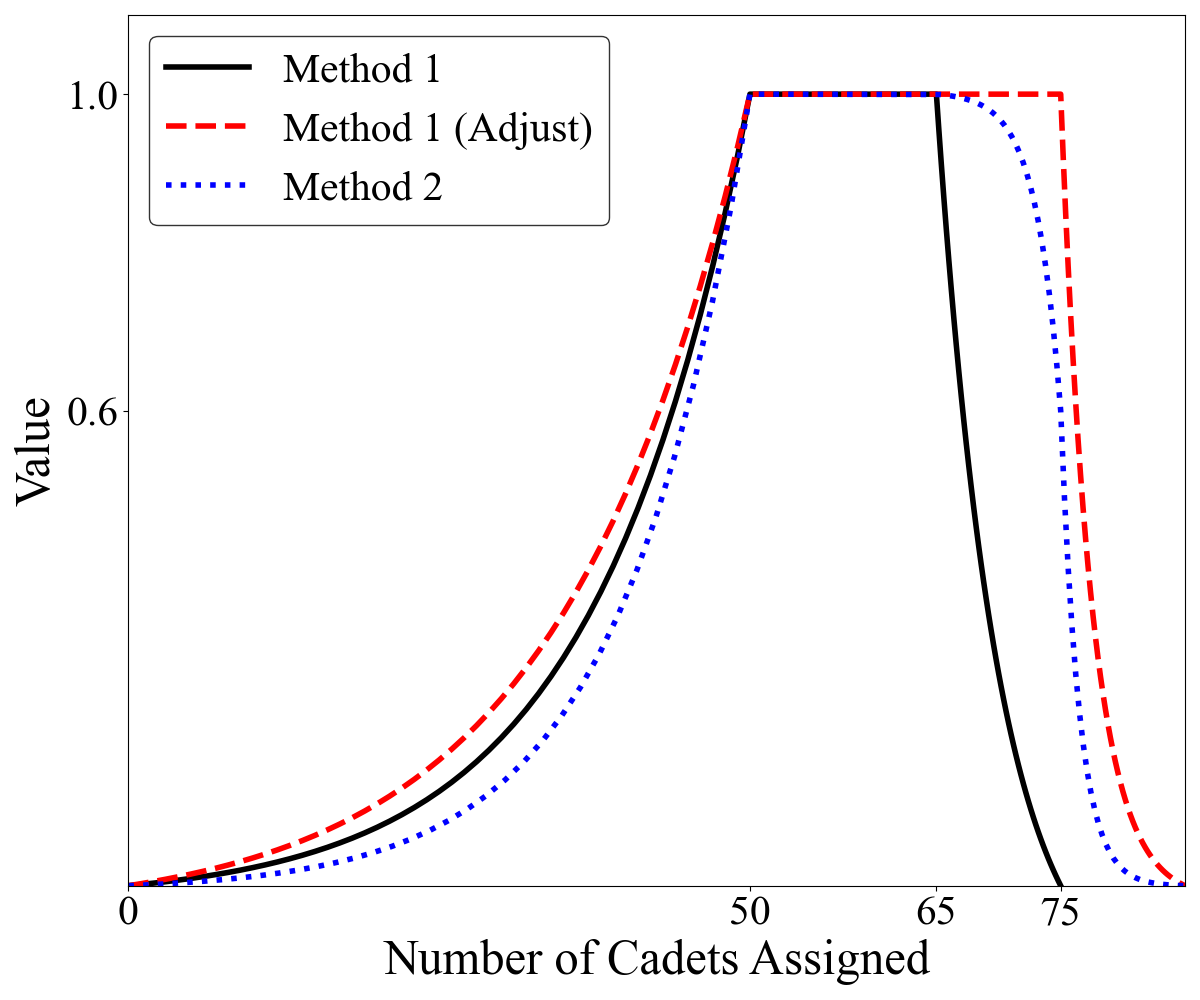 Method 1
Method 1 (Adjust)
Method 2
1.0
0.6
Value
0 50 65 75
Number of Cadets Assigned